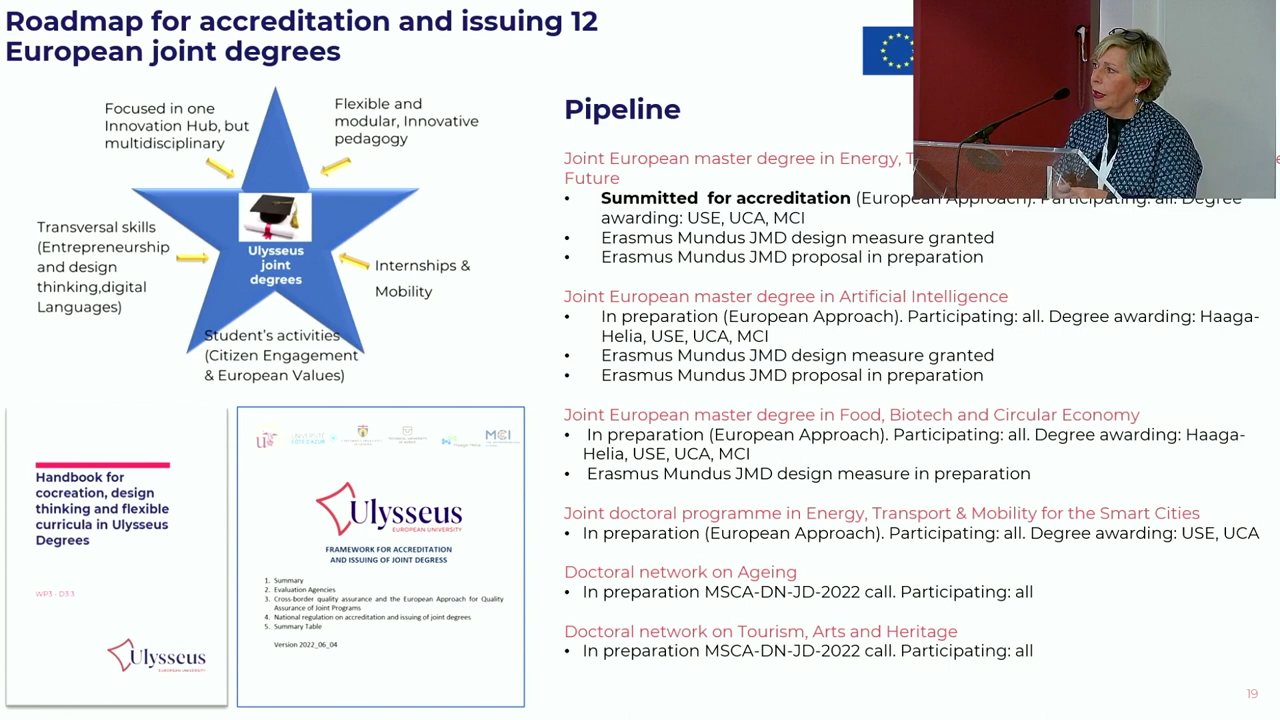 Roadmap for accreditation and issuing 12
European joint degrees
Focused in one
Innovation Hub, but
multidisciplinary
Flexible and
modular, Innovative
pedagogy
Transversal skills
(Entrepreneurship
and design
thinking,digital
Languages)
Ulysseus
joint
degrees
Internships &
Mobility
Student's activities
(Citizen Engagement
& European Values)
Handbook for
cocreation, design
thinking and flexible
curricula in Ulysseus
Degrees
WP3 - D3.3
Ulysseus
EUROPEAN UNIVERSITY
MCI
Ulysseus
EUROPEAN UNIVERSITY
FRAMEWORK FOR ACCREDITATION
AND ISSUING OF JOINT DEGRESS
1. Summary
2. Evaluation Agencies
3. Cross-border quality assurance and the European Approach for Quality
Assurance of Joint Programs
4. National regulation on accreditation and issuing of joint degrees
5. Summary Table
Version 2022_06_04
Pipeline
Joint European master degree in Energy,
Future
• Summitted for accreditation (European Approach). Participating: all. Degree
awarding: USE, UCA, MCI
• Erasmus Mundus JMD design measure granted
• Erasmus Mundus JMD proposal in preparation
Joint European master degree in Artificial Intelligence
• In preparation (European Approach). Participating: all. Degree awarding: Haaga-
Helia, USE, UCA, MCI
• Erasmus Mundus JMD design measure granted
• Erasmus Mundus JMD proposal in preparation
Joint European master degree in Food, Biotech and Circular Economy
• In preparation (European Approach). Participating: all. Degree awarding: Haaga-
Helia, USE, UCA, MCI
• Erasmus Mundus JMD design measure in preparation
Joint doctoral programme in Energy, Transport & Mobility for the Smart Cities
• In preparation (European Approach). Participating: all. Degree awarding: USE, UCA
Doctoral network on Ageing
• In preparation MSCA-DN-JD-2022 call. Participating: all
Doctoral network on Tourism, Arts and Heritage
• In preparation MSCA-DN-JD-2022 call. Participating: all
19